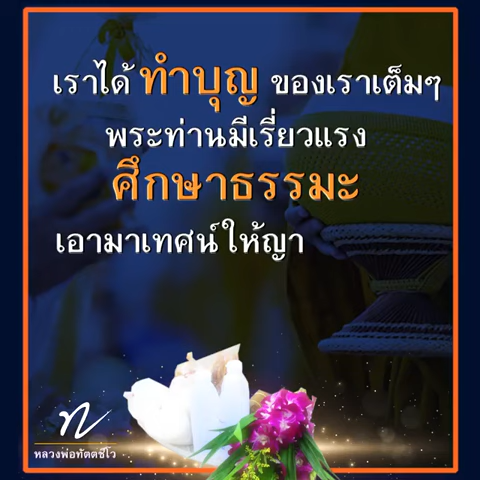 เราได้ ทำบุญ ของเราเต็มๆ
พระท่านมีเรี่ยวแรง
ศึกษาธรรมะ
เอามาเทศน์ ให้ญา
ท
หลวงพ่อทัตตชีโว